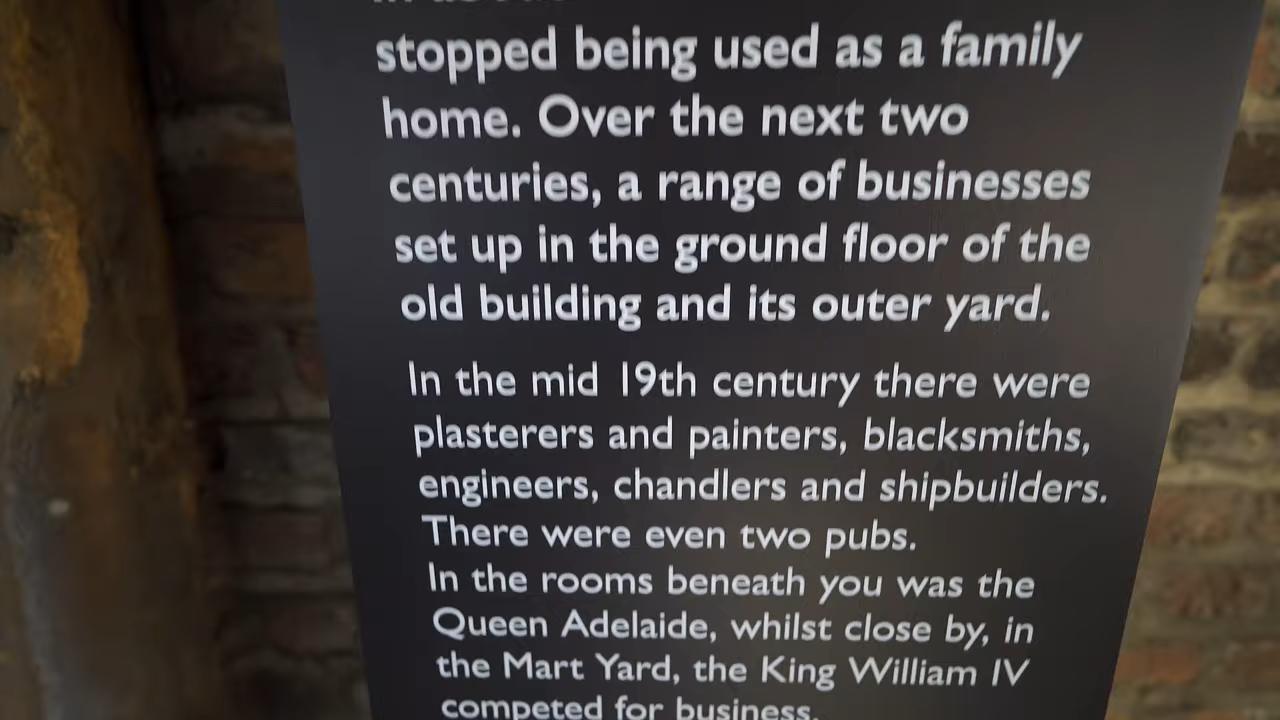 stopped being used as a family
home. Over the next two
centuries, a range of businesses
set up in the ground floor of the
old building and its outer yard.
In the mid 19th century there were
plasterers and painters, blacksmiths,
engineers, chandlers and shipbuilders.
There were even two pubs.
In the rooms beneath you was the
Queen Adelaide, whilst close by, in
the Mart Yard, the King William IV
competed for business.